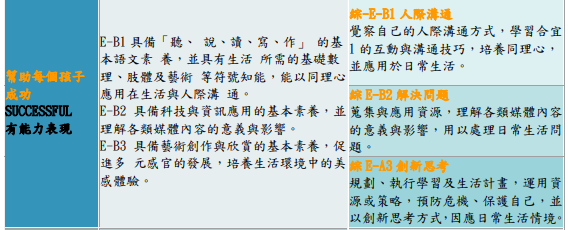 幫助每個孩子
成功
SUCCESSFUL
有能力表現
E-B1 具備「聽、 說、讀、寫、作」 的基
本語文素 養，並具有生活 所需的基礎數
理、肢體及藝術 等符號知能，能以同理心
應用在生活與人際溝 通。
E-B2 具備科技與資訊應用的基本素養，並
理解各類媒體內容的意義與影響。
E-B3 具備藝術創作與欣賞的基本素養，促
進多 元感官的發展，培養生活環境中的美
感體驗。
綜-E-B1 人際溝通
覺察自己的人際溝通方式，學習合宜
1 的互動與溝通技巧，培養同理心，
並應用於日常生活。
綜 E-B2 解決問題
蒐集與應用資源，理解各類媒體內容
的意義與影響，用以處理日常生活問
題。
綜 E-A3 創新思考
規劃、執行學習及生活計畫，運用資
源或策略，預防危機、保護自己，並
以創新思考方式，因應日常生活情境。